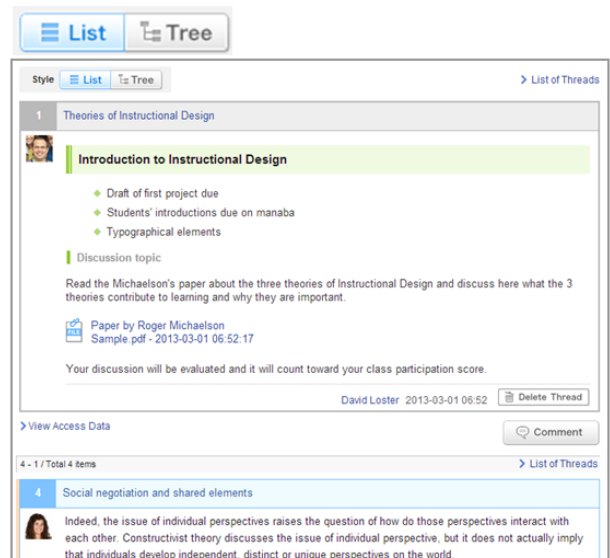 List Tree
Style List Tree > List of Threads
1 Theories of Instructional Design
Introduction to Instructional Design
Draft of first project due
Students' introductions due on manaba
Typographical elements
Discussion topic
Read the Michaelson's paper about the three theories of Instructional Design and discuss here what the 3
theories contribute to learning and why they are important.
FILE Paper by Roger Michaelson
Sample.pdf - 2013-03-01 06:52:17
Your discussion will be evaluated and it will count toward your class participation score.
David Loster 2013-03-01 06:52 Delete Thread
> View Access Data
Comment
4 - 1 / Total 4 items > List of Threads
4 Social negotiation and shared elements
Indeed, the issue of individual perspectives raises the question of how do those perspectives interact with
each other. Constructivist theory discusses the issue of individual perspective, but it does not actually imply
that individuals develop independent, distinct or unique perspectives on the world.